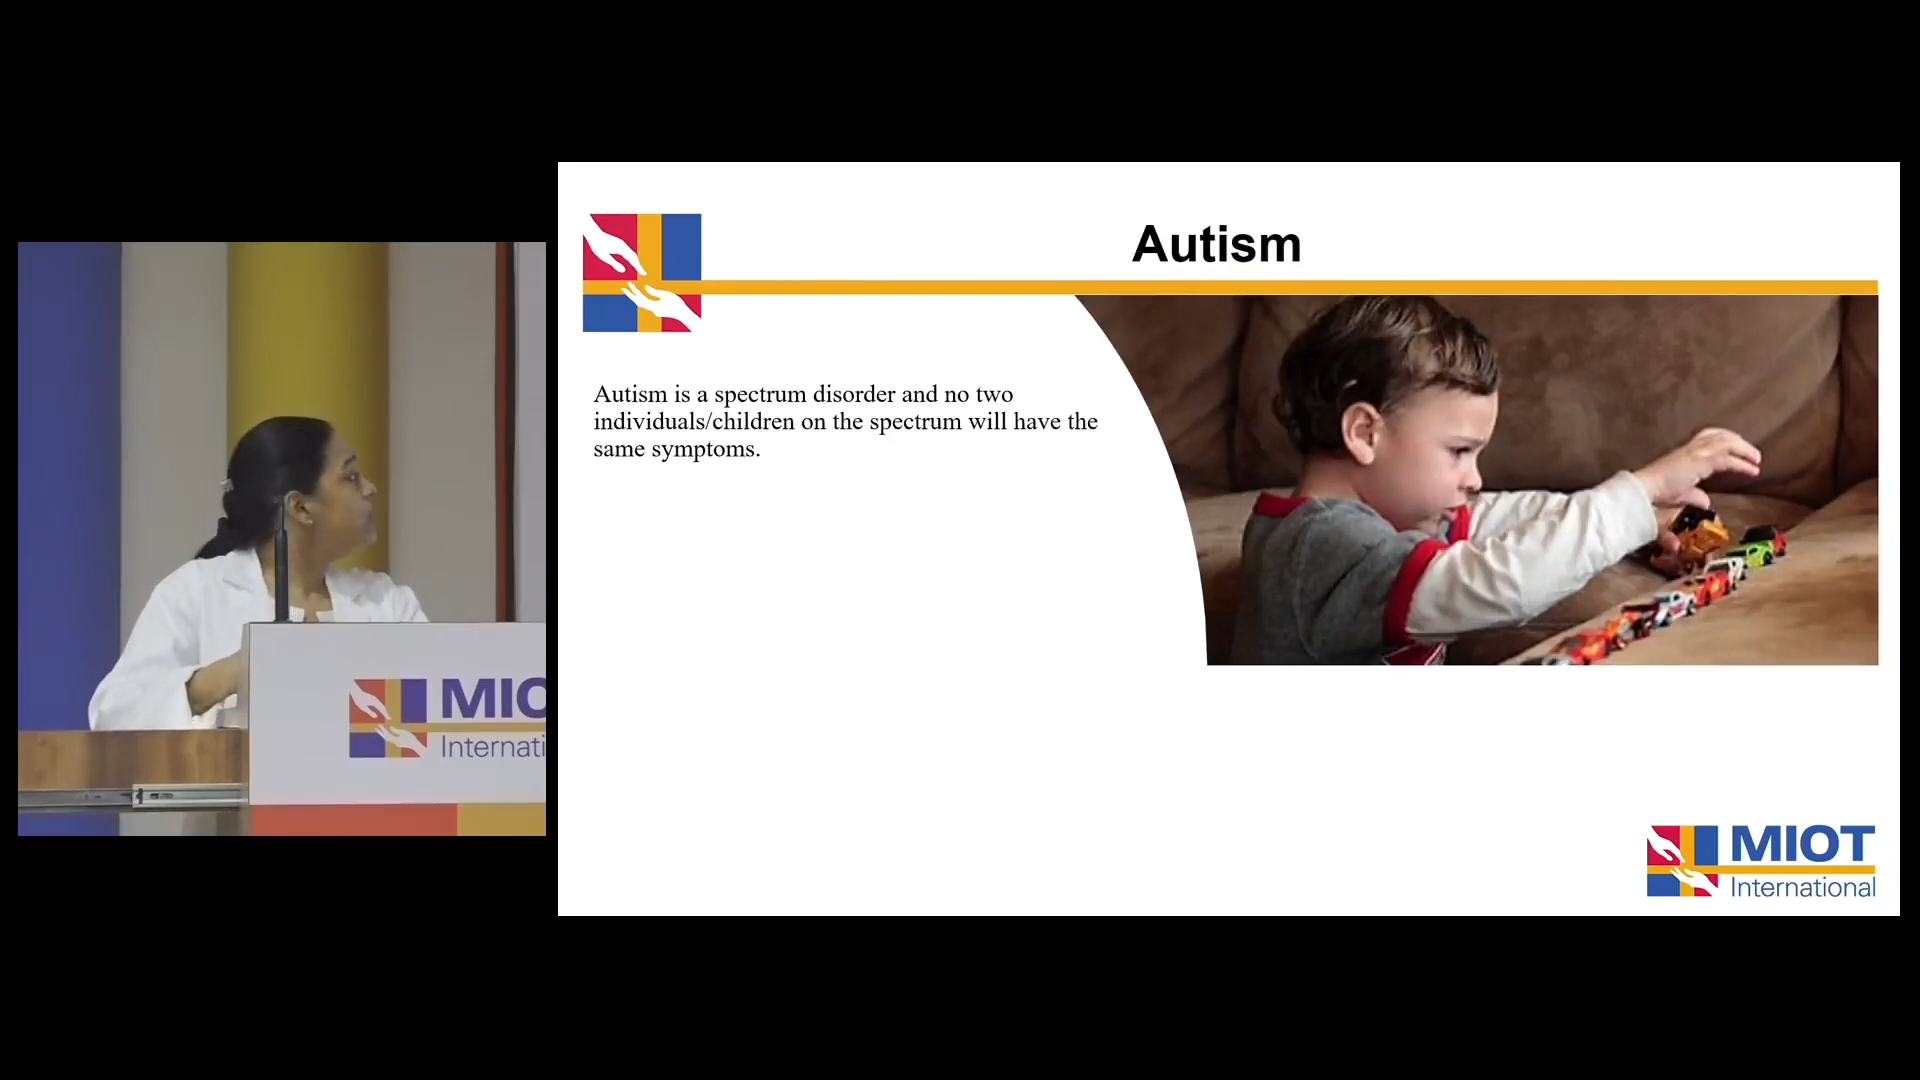 Autism
Autism is a spectrum disorder and no two
individuals/children on the spectrum will have the
same symptoms.
MIOT
International
MIO
Internati